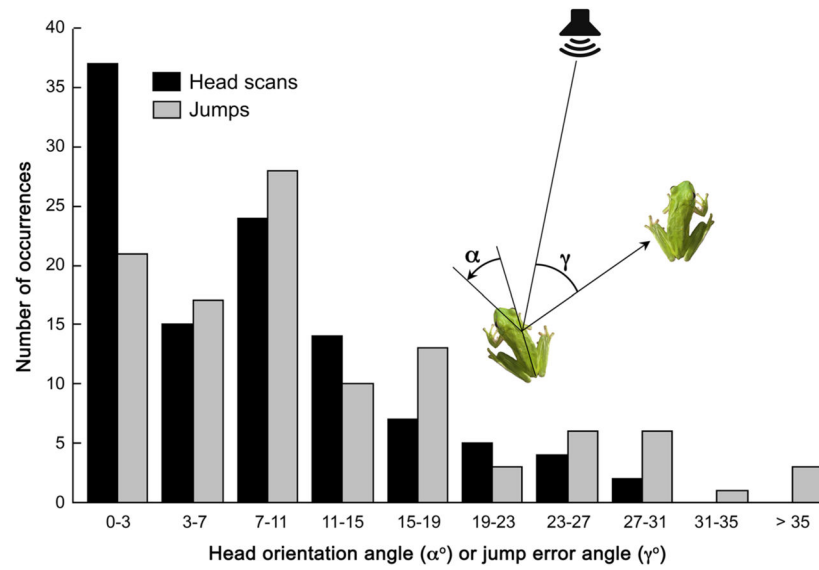 40
35
30
25
20
15
10
5
0
Number of occurrences
Head scans
Jumps
α
γ
0-3 3-7 7-11 11-15 15-19 19-23 23-27 27-31 31-35 > 35
Head orientation angle (α°) or jump error angle (γ°)